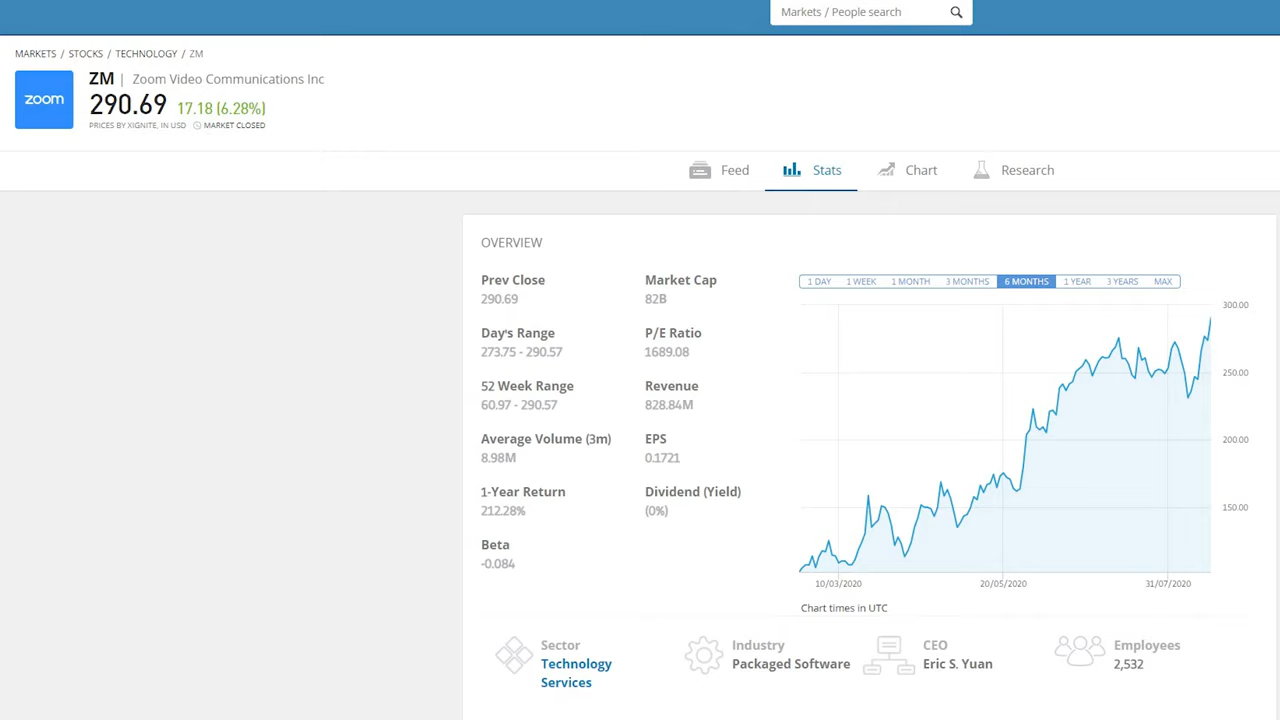 Markets / People search
MARKETS / STOCKS / TECHNOLOGY / ZM
zoom
ZM | Zoom Video Communications Inc
290.69 17.18 (6.28%)
PRICES BY XIGNITE, IN USD MARKET CLOSED
Feed Stats Chart Research
OVERVIEW
Prev Close
290.69
Market Cap
82B
Day's Range
273.75 - 290.57
P/E Ratio
1689.08
52 Week Range
60.97 - 290.57
Revenue
828.84M
Average Volume (3m)
8.98M
EPS
0.1721
1-Year Return
212.28%
Dividend (Yield)
(0%)
Beta
-0.084
1 DAY 1 WEEK 1 MONTH 3 MONTHS 6 MONTHS 1 YEAR 3 YEARS MAX
300.00
250.00
200.00
150.00
10/03/2020 20/05/2020 31/07/2020
Chart times in UTC
Sector
Technology
Services
Industry
Packaged Software
CEO
Eric S. Yuan
Employees
2,532